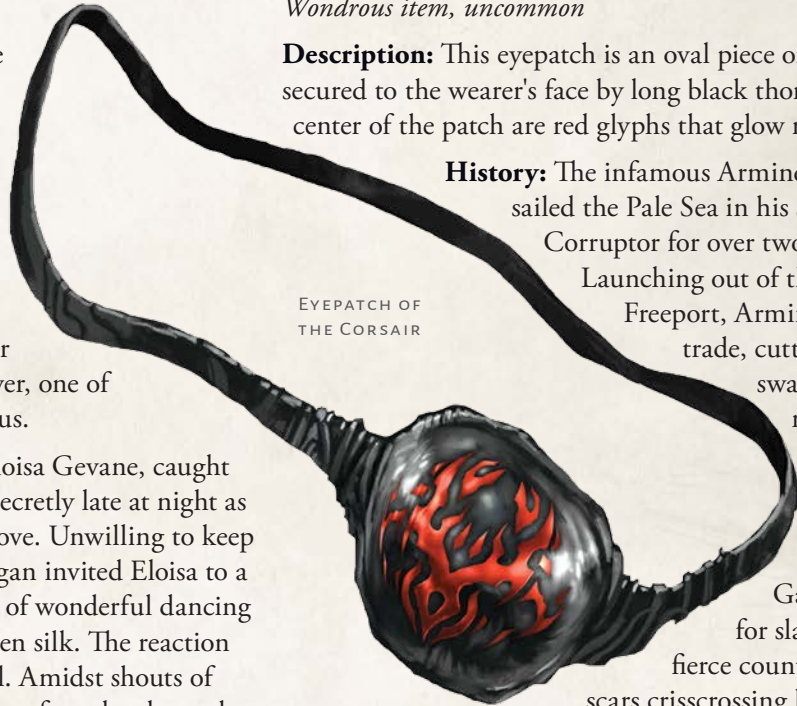 e
r
ver, one of
us.
loisa Gevane, caught
ecretly late at night as
ove. Unwilling to keep
gan invited Eloisa to a
of wonderful dancing
en silk. The reaction
l. Amidst shouts of
Wondrous item, uncommon
Description: This eyepatch is an oval piece o
secured to the wearer's face by long black thon
center of the patch are red glyphs that glow
History: The infamous Armin
sailed the Pale Sea in his
Corruptor for over two
Launching out of th
Freeport, Armi
trade, cutt
swa
EYEPATCH OF
THE CORSAIR
Ga
for sla
fierce coun
scars crisscrossing